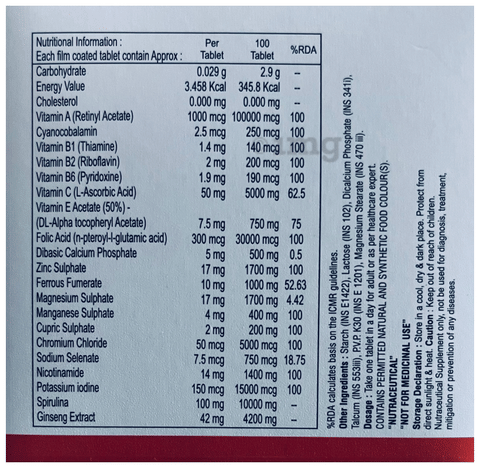 Nutritional Information :
Each film coated tablet contain Approx :
Per Tablet
100 Tablet
%RDA
Carbohydrate 0.029 g 2.9 g –
Energy Value 3.458 Kcal 345.8 Kcal –
Cholesterol 0.000 mg 0.000 mg –
Vitamin A (Retinyl Acetate) 1000 mcg 100000 mcg 100
Cyanocobalamin 2.5 mcg 250 mcg 100
Vitamin B1 (Thiamine) 1.4 mg 140 mcg 100
Vitamin B2 (Riboflavin) 2 mg 200 mcg 100
Vitamin B6 (Pyridoxine) 1.9 mg 190 mcg 100
Vitamin C (L-Ascorbic Acid) 50 mg 5000 mg 62.5
Vitamin E Acetate (50%) -
(DL-Alpha tocopheryl Acetate) 7.5 mg 750 mg 75
Folic Acid (n-pteroyl-l-glutamic acid) 300 mcg 30000 mcg 100
Dibasic Calcium Phosphate 5 mg 500 mg 0.5
Zinc Sulphate 17 mg 1700 mg 100
Ferrous Fumerate 10 mg 1000 mg 52.63
Magnesium Sulphate 17 mg 1700 mg 4.42
Manganese Sulphate 4 mg 400 mg 100
Cupric Sulphate 2 mg 200 mg 100
Chromium Chloride 50 mcg 5000 mcg 100
Sodium Selenate 7.5 mcg 750 mcg 18.75
Nicotinamide 14 mg 1400 mg 100
Potassium iodine 150 mcg 15000 mcg 100
Spirulina 100 mg 10000 mg –
Ginseng Extract 42 mg 4200 mg –
%RDA calculates basis on the ICMR guidelines.
Other Ingredients : Starch (INS E1422), Lactose (INS 102), Dicalcium Phosphate (INS 341i),
Talcium (INS 553iii), P.V.P. K30 (INS E 1201), Magnesium Stearate (INS 470 iii).
Dosage : Take one tablet in a day for adult or as per healthcare expert.
CONTAINS PERMITTED NATURAL AND SYNTHETIC FOOD COLOUR(S).
"NUTRACEUTICAL"
"NOT FOR MEDICINAL USE"
Storage Declaration : Store in a cool, dry & dark place. Protect from
direct sunlight & heat. Caution : Keep out of reach of children.
Nutraceutical Supplement only, not be used for diagnosis, treatment,
mitigation or prevention of any diseases.